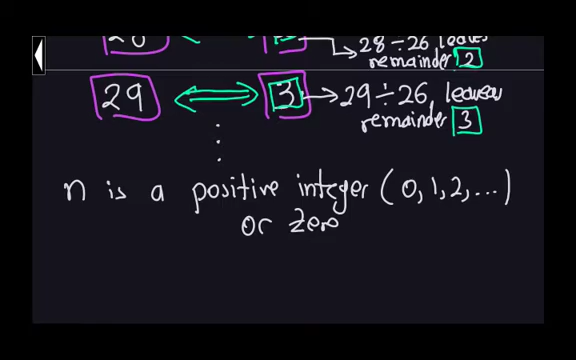 28 ÷ 26, leaves
remainder 2
29 ⟺ 3 → 29 ÷ 26, leaves
remainder 3
n is a positive integer (0, 1, 2, ...)
or zero